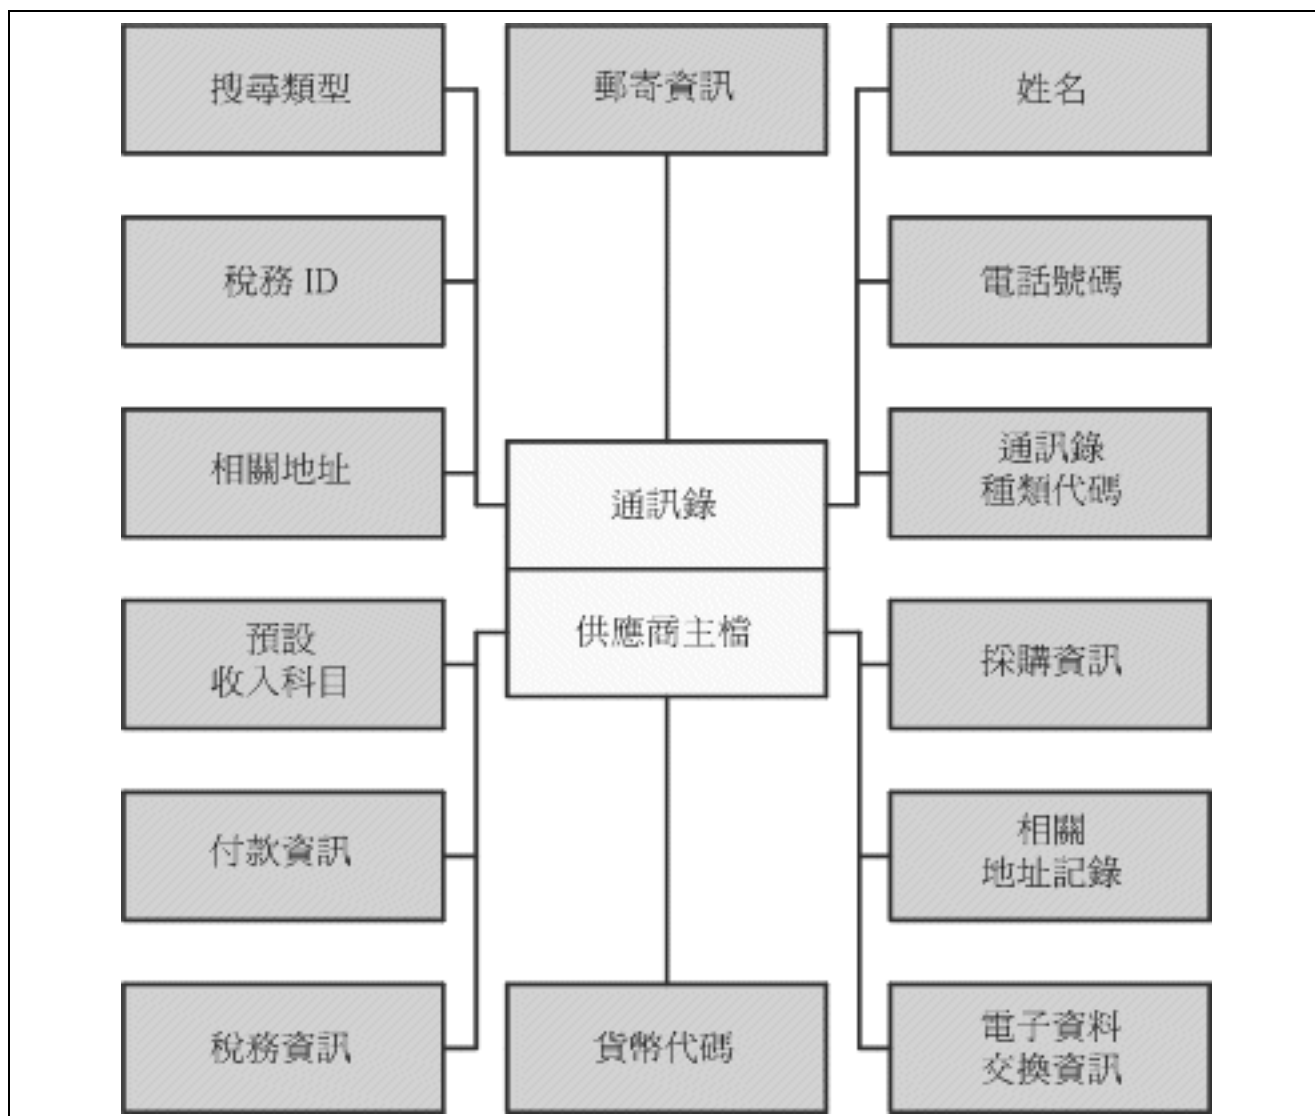 搜尋類型
郵寄資訊
姓名
稅務 ID
電話號碼
相關地址
通訊錄
種類代碼
通訊錄
供應商主檔
預設
收入科目
採購資訊
付款資訊
相關
地址記錄
稅務資訊
貨幣代碼
電子資料
交換資訊